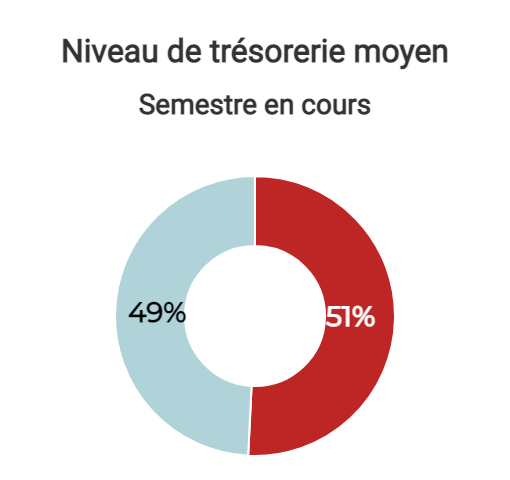 Niveau de trésorerie moyen
Semestre en cours
49%
51%